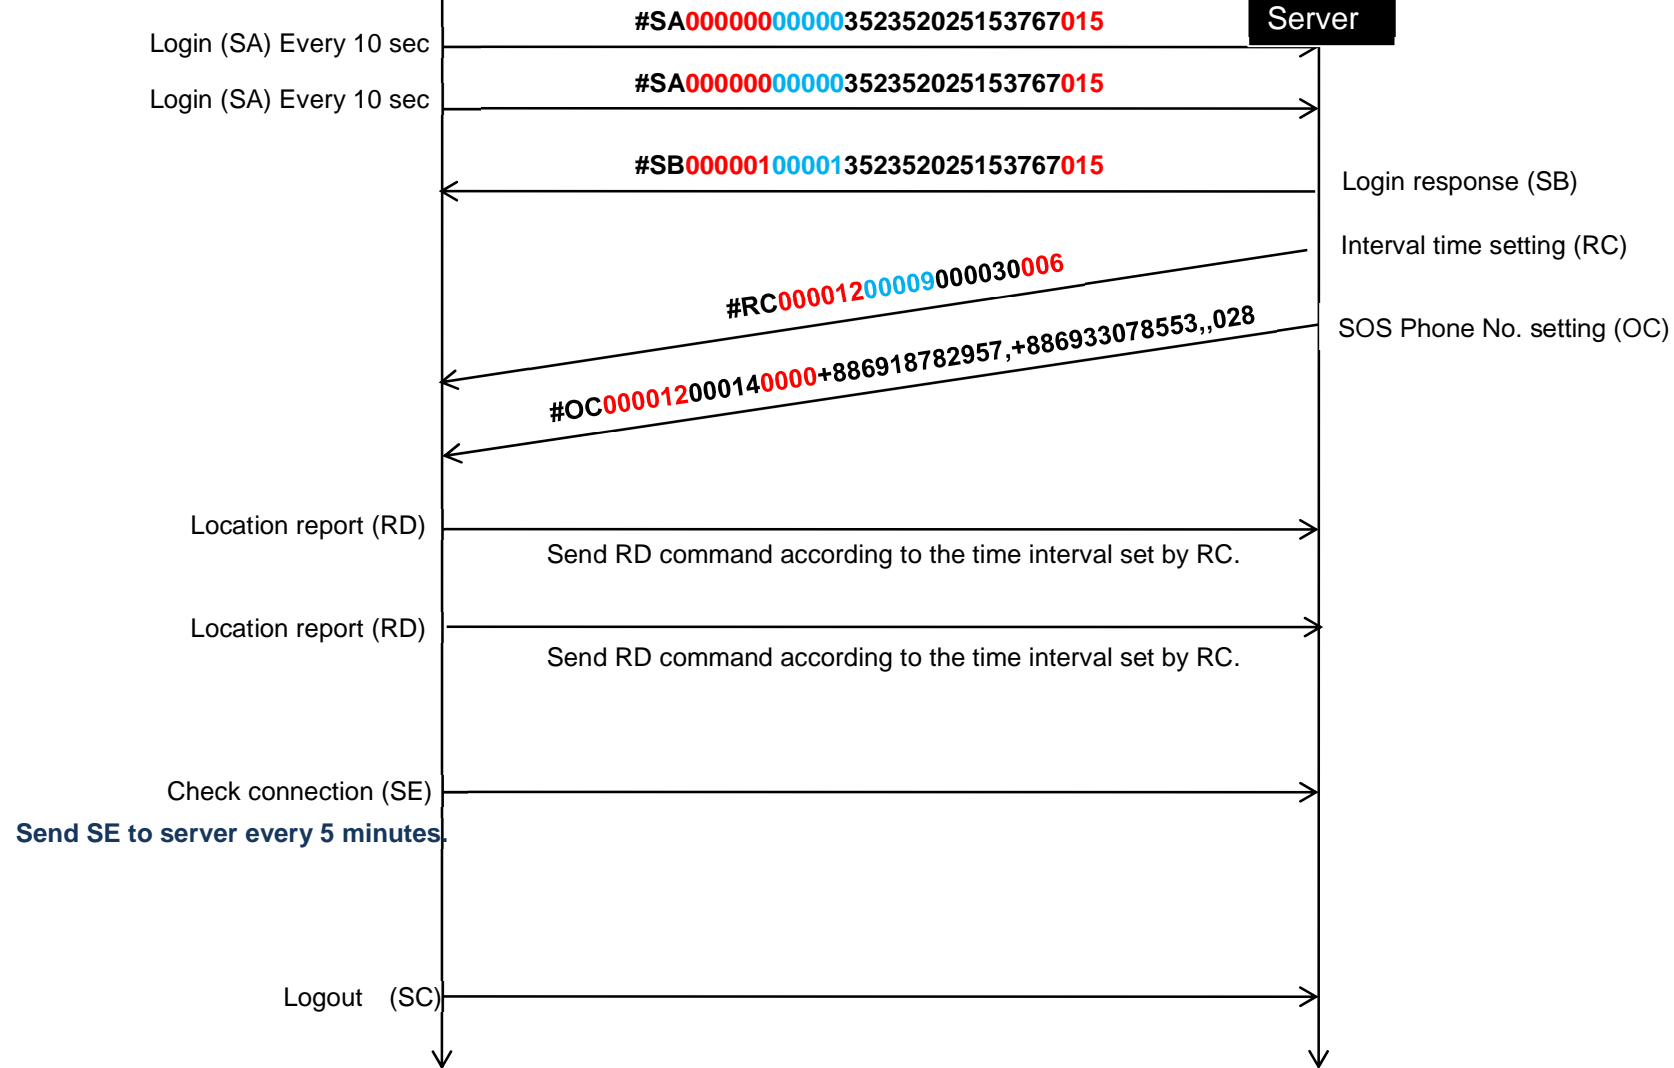 #SA00000000000352352025153767015
Server
Login (SA) Every 10 sec
#SA00000000000352352025153767015
Login (SA) Every 10 sec
#SB00000100001352352025153767015
Login response (SB)
Interval time setting (RC)
#RC00001200009000030006
SOS Phone No. setting (OC)
#OC000012000140000+886918782957,+886933078553,,028
Location report (RD)
Send RD command according to the time interval set by RC.
Location report (RD)
Send RD command according to the time interval set by RC.
Check connection (SE)
Send SE to server every 5 minutes.
Logout (SC)